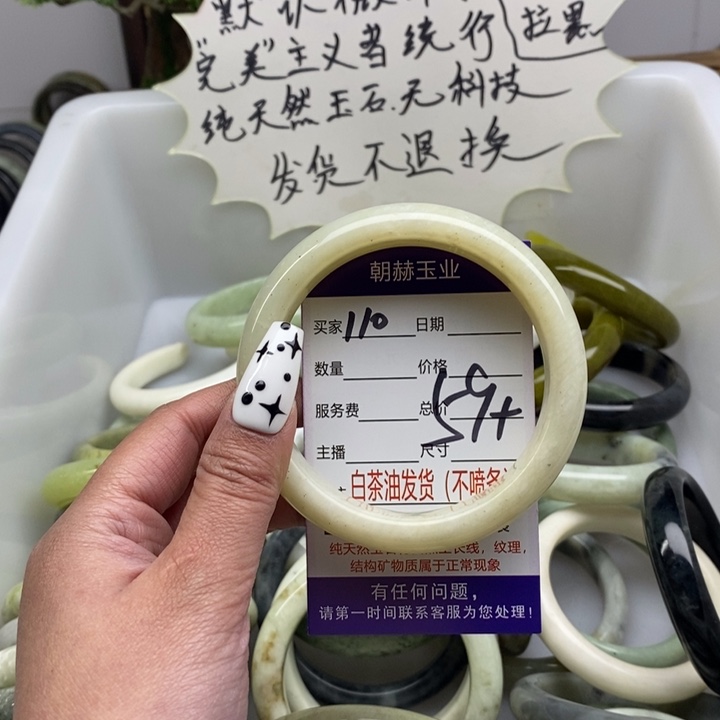 "完美"主义者绕行 拉黑
纯天然玉石.无科技
发货不退换
朝赫玉业
买家 110 日期
数量 价格
服务费 总价
主播 尺寸
白茶油发货（不喷多）
纹理，
结构矿物质属于正常现象
有任何问题，
请第一时间联系客服为您处理！